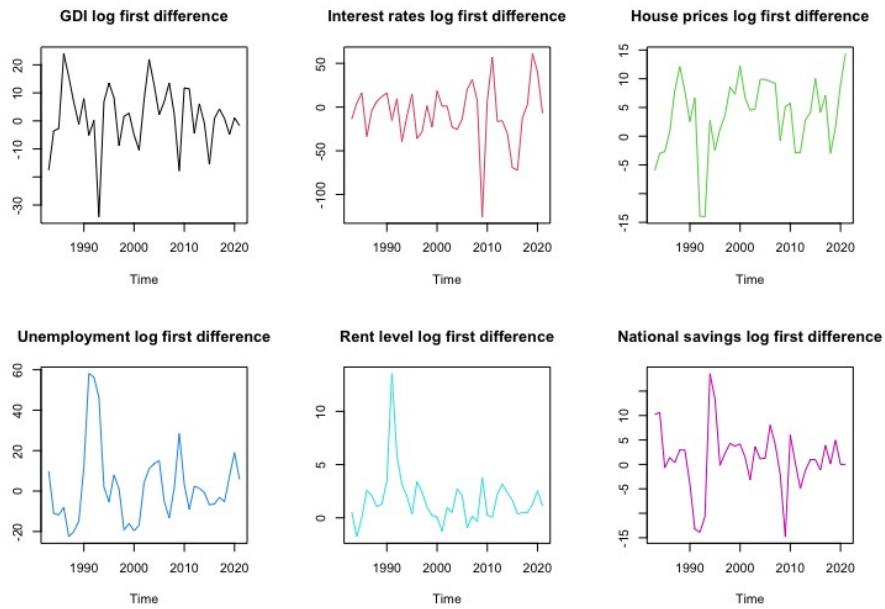 GDI log first difference
Interest rates log first difference
House prices log first difference
20
10
0
-10
-30
1990 2000 2010 2020
Time
50
0
-50
-100
1990 2000 2010 2020
Time
15
10
5
0
-5
-15
1990 2000 2010 2020
Time
Unemployment log first difference
Rent level log first difference
National savings log first difference
60
40
20
0
-20
1990 2000 2010 2020
Time
10
5
0
1990 2000 2010 2020
Time
10
5
0
-5
-15
1990 2000 2010 2020
Time